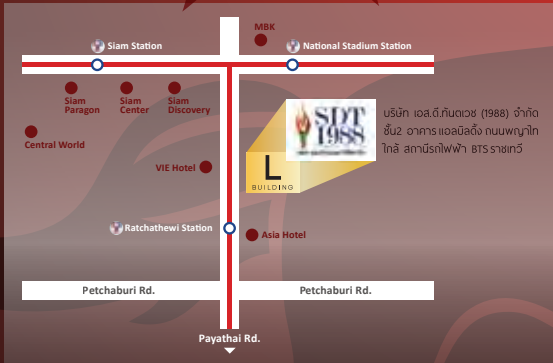 MBK
Siam Station
National Stadium Station
Siam
Paragon
Siam
Center
Siam
Discovery
SDT
1988
บริษัท เอส.ดี.ทันตเวช (1988) จำกัด
ชั้น2 อาคารแอลบิลดิ้ง ถนนพญาไท
ใกล้ สถานีรถไฟฟ้า BTS ราชเทวี
Central World
VIE Hotel
L
BUILDING
Ratchathewi Station
Asia Hotel
Petchaburi Rd.
Petchaburi Rd.
Payathai Rd.